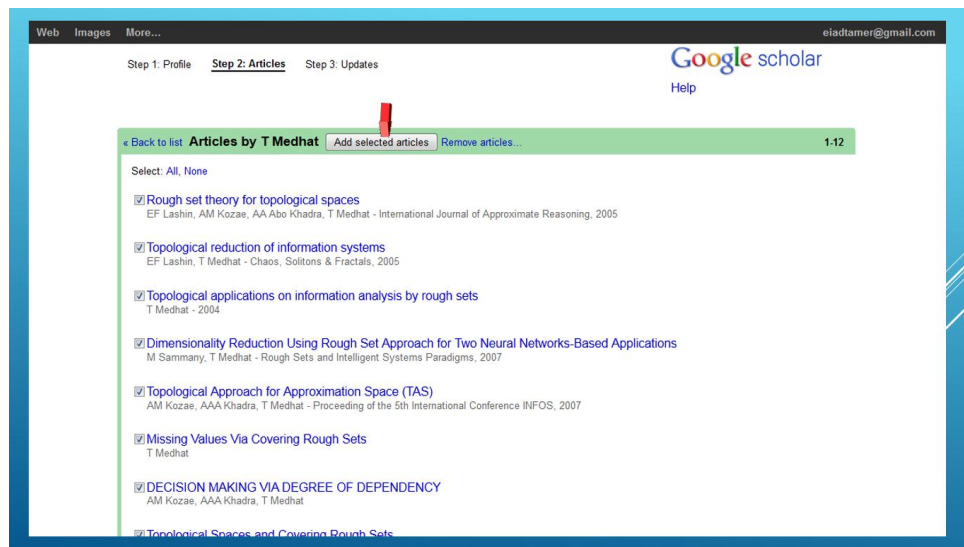 Web Images More... eiadtamer@gmail.com
Step 1: Profile Step 2: Articles Step 3: Updates
Google scholar
Help
« Back to list Articles by T Medhat Add selected articles Remove articles... 1-12
Select: All, None
Rough set theory for topological spaces
EF Lashin, AM Kozae, AA Abo Khadra, T Medhat - International Journal of Approximate Reasoning, 2005
Topological reduction of information systems
EF Lashin, T Medhat - Chaos, Solitons & Fractals, 2005
Topological applications on information analysis by rough sets
T Medhat - 2004
Dimensionality Reduction Using Rough Set Approach for Two Neural Networks-Based Applications
M Sammany, T Medhat - Rough Sets and Intelligent Systems Paradigms, 2007
Topological Approach for Approximation Space (TAS)
AM Kozae, AAA Khadra, T Medhat - Proceeding of the 5th International Conference INFOS, 2007
Missing Values Via Covering Rough Sets
T Medhat
DECISION MAKING VIA DEGREE OF DEPENDENCY
AM Kozae, AAA Khadra, T Medhat
Topological Spaces and Covering Rough Sets